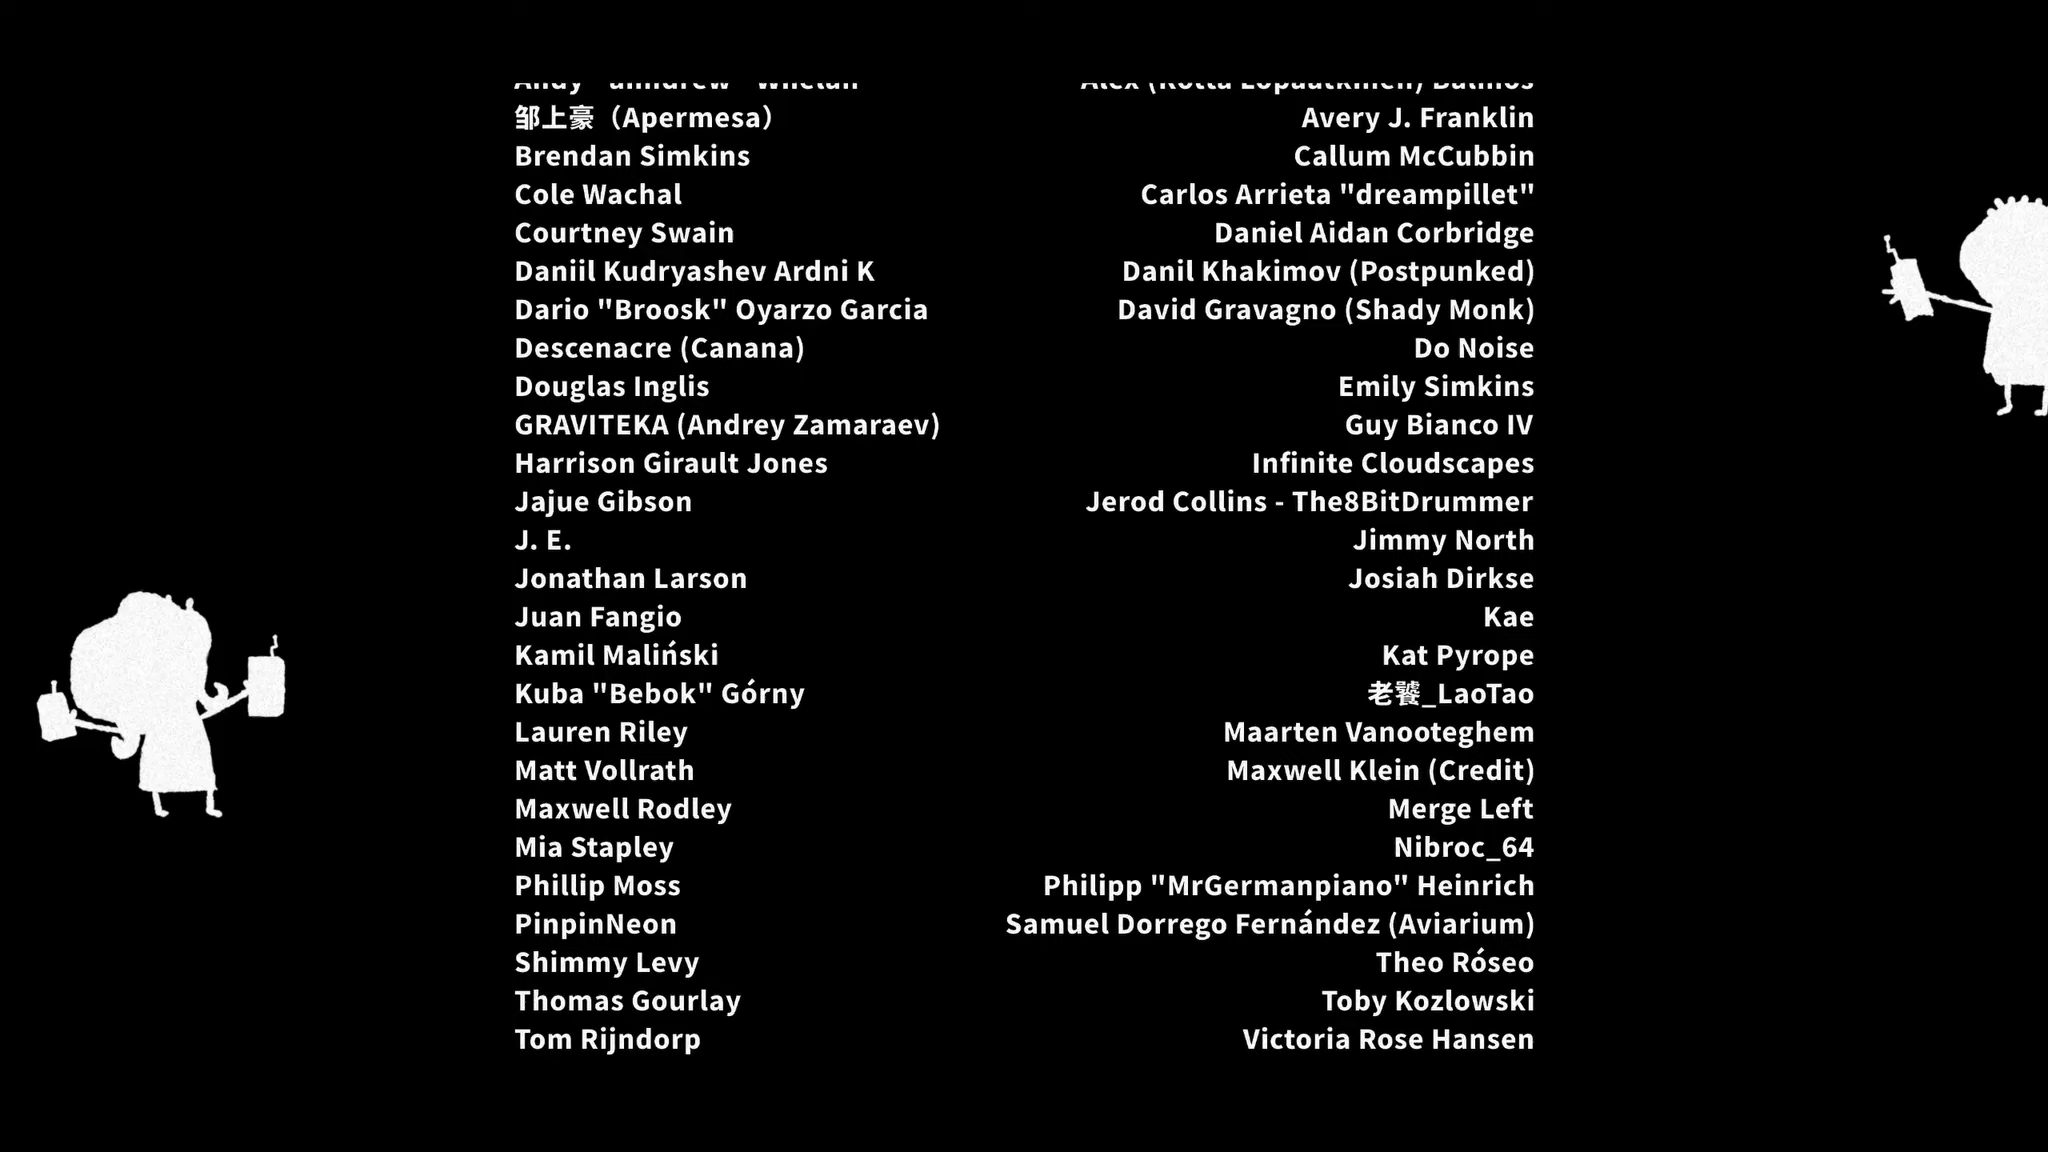 邹上豪（Apermesa） Avery J. Franklin
Brendan Simkins Callum McCubbin
Cole Wachal Carlos Arrieta "dreampillet"
Courtney Swain Daniel Aidan Corbridge
Daniil Kudryashev Ardni K Danil Khakimov (Postpunked)
Dario "Broosk" Oyarzo Garcia David Gravagno (Shady Monk)
Descenacre (Canana) Do Noise
Douglas Inglis Emily Simkins
GRAVITEKA (Andrey Zamaraev) Guy Bianco IV
Harrison Girault Jones Infinite Cloudscapes
Jajue Gibson Jerod Collins - The8BitDrummer
J. E. Jimmy North
Jonathan Larson Josiah Dirkse
Juan Fangio Kae
Kamil Maliński Kat Pyrope
Kuba "Bebok" Górny 老饕_LaoTao
Lauren Riley Maarten Vanooteghem
Matt Vollrath Maxwell Klein (Credit)
Maxwell Rodley Merge Left
Mia Stapley Nibroc_64
Phillip Moss Philipp "MrGermanpiano" Heinrich
PinpinNeon Samuel Dorrego Fernández (Aviarium)
Shimmy Levy Theo Róseo
Thomas Gourlay Toby Kozlowski
Tom Rijndorp Victoria Rose Hansen